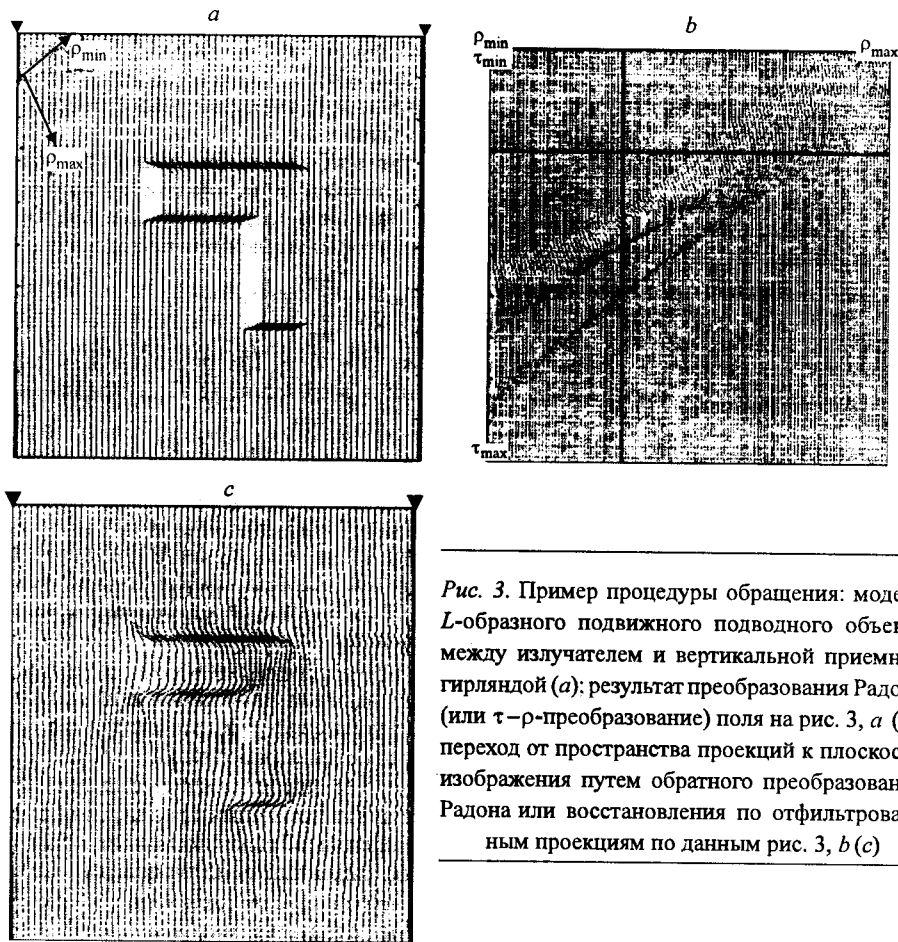 a
ρmin
ρmax
b
ρmin
τmin
ρmax
τmax
c
Рис. 3. Пример процедуры обращения: моде
L-образного подвижного подводного объек
между излучателем и вертикальной приемн
гирляндой (a): результат преобразования Радо
(или τ–ρ-преобразование) поля на рис. 3, a (
переход от пространства проекций к плоскос
изображения путем обратного преобразован
Радона или восстановления по отфильтрова
ным проекциям по данным рис. 3, b (c)